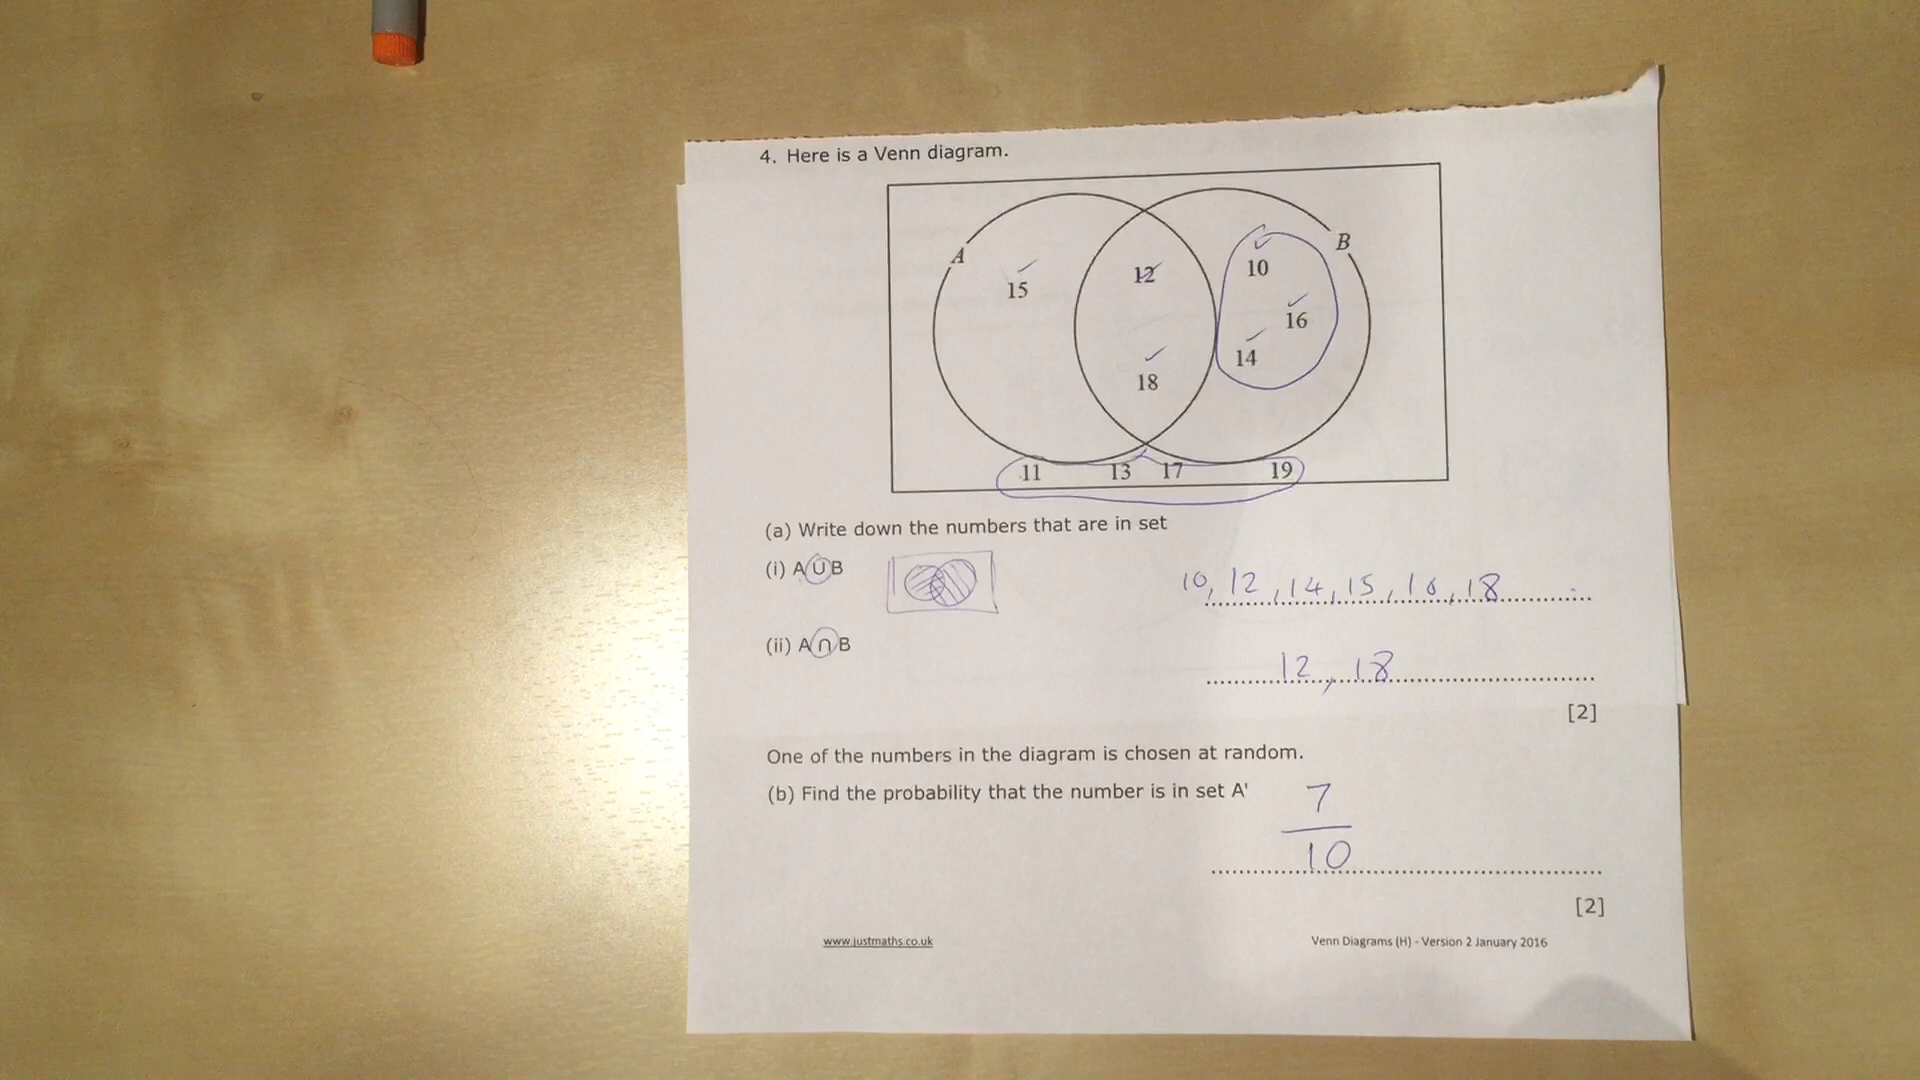 4. Here is a Venn diagram.
A
B
15
12
10
16
14
18
11 13 17 19
(a) Write down the numbers that are in set
(i) A∪B
10, 12, 14, 15, 16, 18
(ii) A∩B
12, 18
[2]
One of the numbers in the diagram is chosen at random.
(b) Find the probability that the number is in set A'
7
10
[2]
www.justmaths.co.uk
Venn Diagrams (H) - Version 2 January 2016